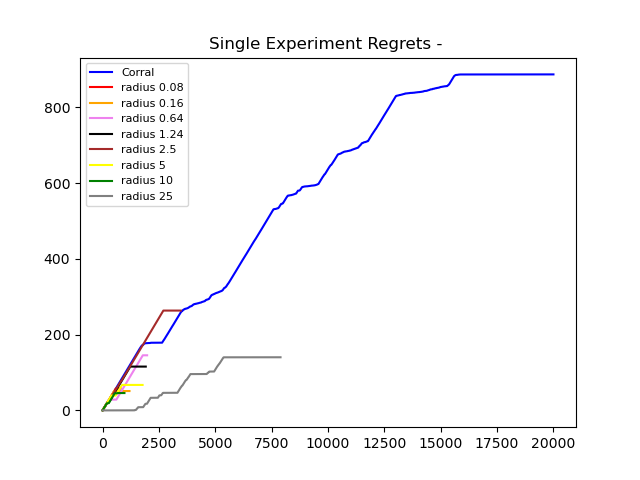 Single Experiment Regrets -
Corral
radius 0.08
radius 0.16
radius 0.64
radius 1.24
radius 2.5
radius 5
radius 10
radius 25
800
600
400
200
0
0 2500 5000 7500 10000 12500 15000 17500 20000